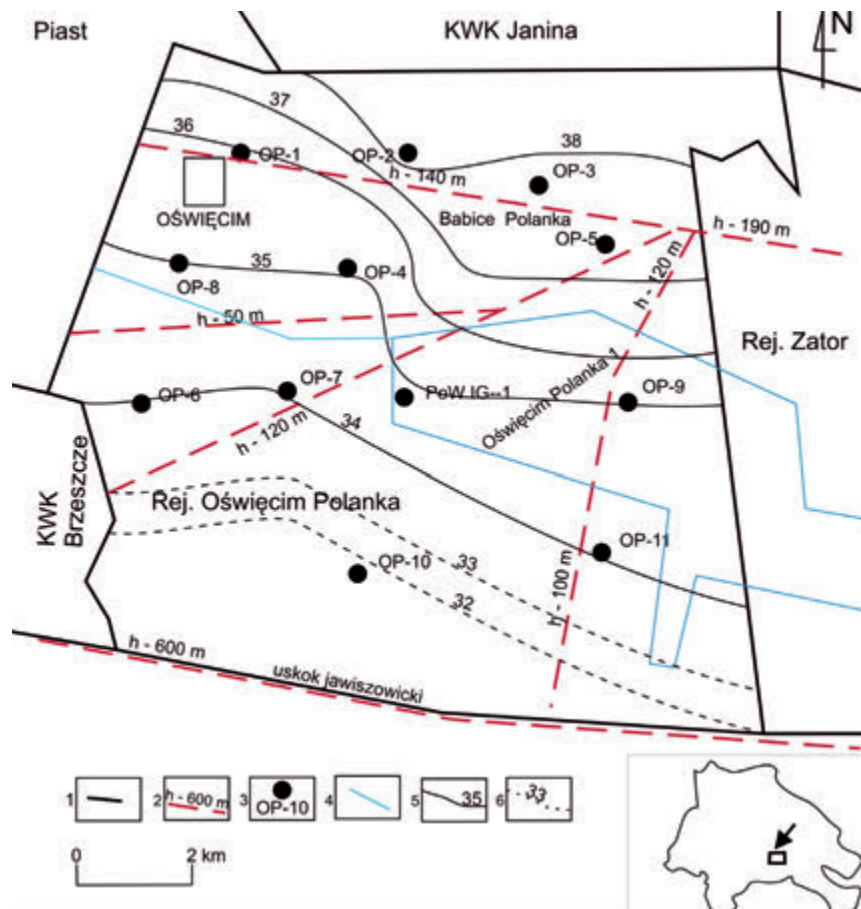 Piast
KWK Janina
N
37
36
38
OP-1
OP-2
h - 140 m
OP-3
OŚWIĘCIM
Babice Polanka
h - 190 m
OP-5
35
OP-8
OP-4
h - 120 m
h - 50 m
Rej. Zator
OP-7
OP-6
PoW IG--1
OP-9
Oświęcim Polanka 1
34
h - 120 m
KWK
Brzeszcze
Rej. Oświęcim Polanka
OP-11
33
OP-10
32
h - 100 m
h - 600 m
uskok jawiszowicki
1
2
h - 600 m
3
OP-10
4
5
35
6
33
0
2 km